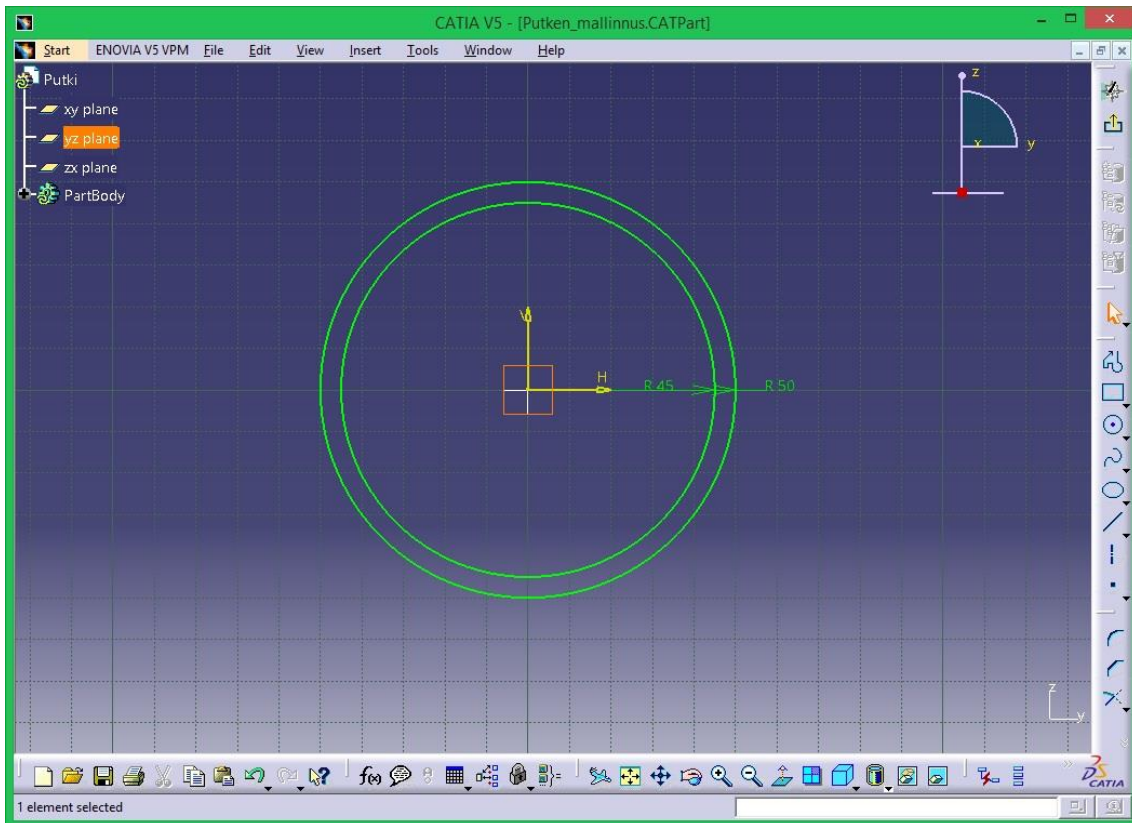 CATIA V5 - [Putken_mallinnus.CATPart]
Start ENOVIA V5 VPM File Edit View Insert Tools Window Help
Putki
xy plane
yz plane
zx plane
PartBody
z
x y
V
H
R 45 R 50
z
y
f(x)
CATIA
1 element selected